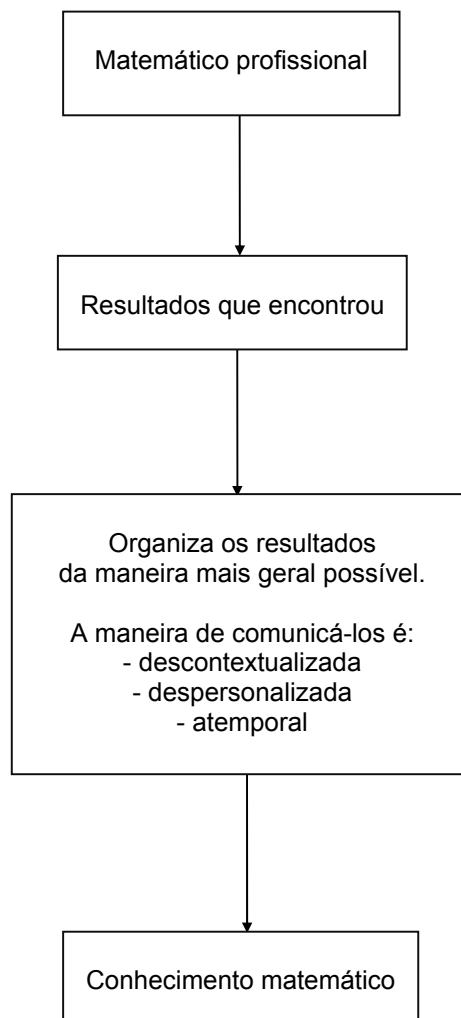 Matemático profissional
Resultados que encontrou
Organiza os resultados
da maneira mais geral possível.
A maneira de comunicá-los é:
- descontextualizada
- despersonalizada
- atemporal
Conhecimento matemático